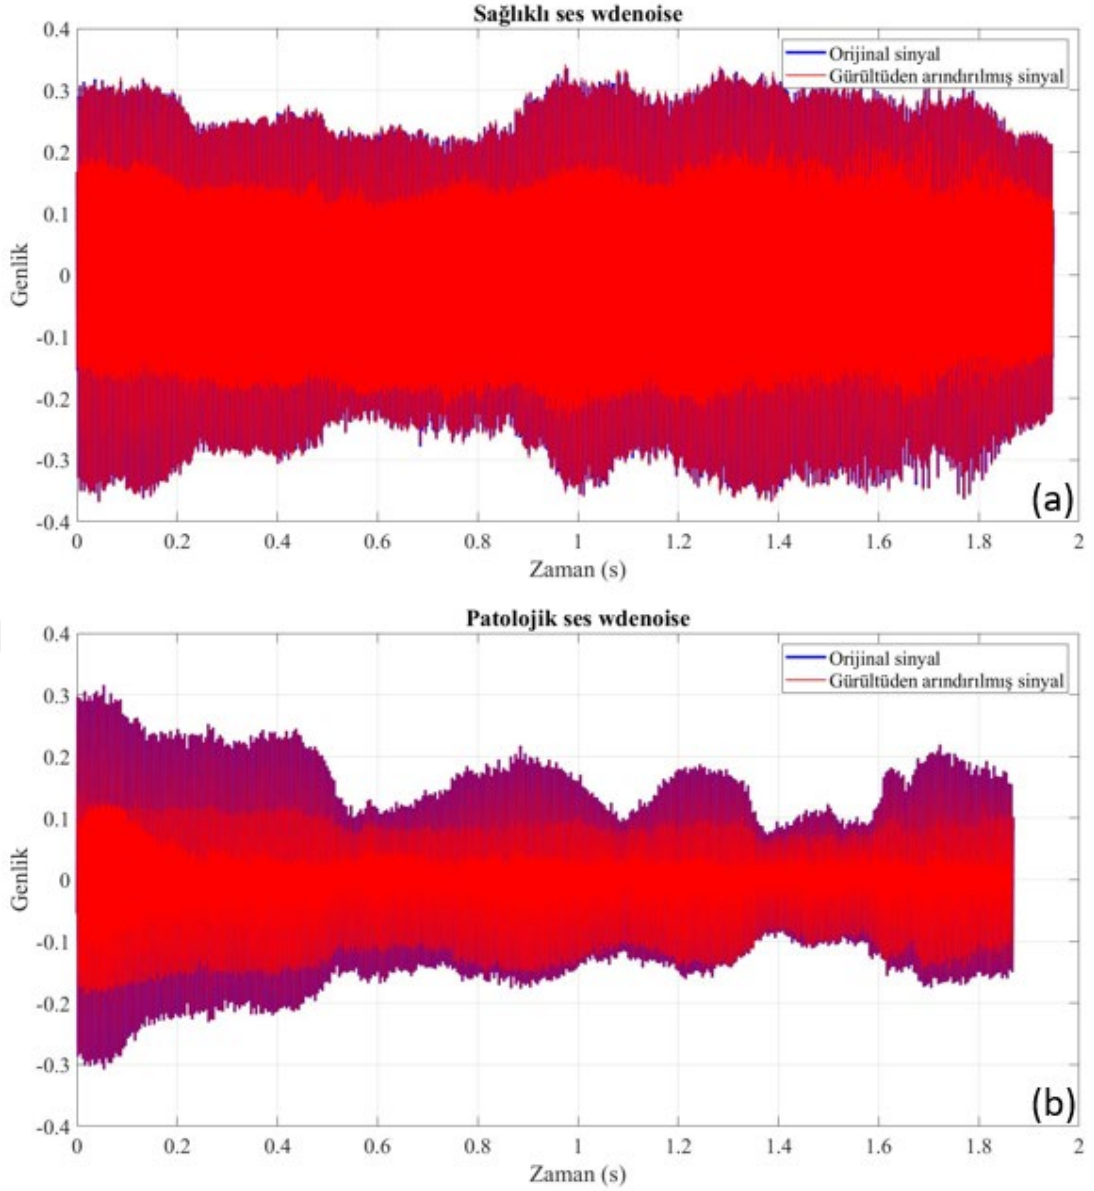 Sağlıklı ses wdenoise
0.4
0.3
0.2
0.1
0
-0.1
-0.2
-0.3
-0.4
Genlik
Orijinal sinyal
Gürültüden arındırılmış sinyal
(a)
0 0.2 0.4 0.6 0.8 1 1.2 1.4 1.6 1.8 2
Zaman (s)
Patolojik ses wdenoise
0.4
0.3
0.2
0.1
0
-0.1
-0.2
-0.3
-0.4
Genlik
Orijinal sinyal
Gürültüden arındırılmış sinyal
(b)
0 0.2 0.4 0.6 0.8 1 1.2 1.4 1.6 1.8 2
Zaman (s)